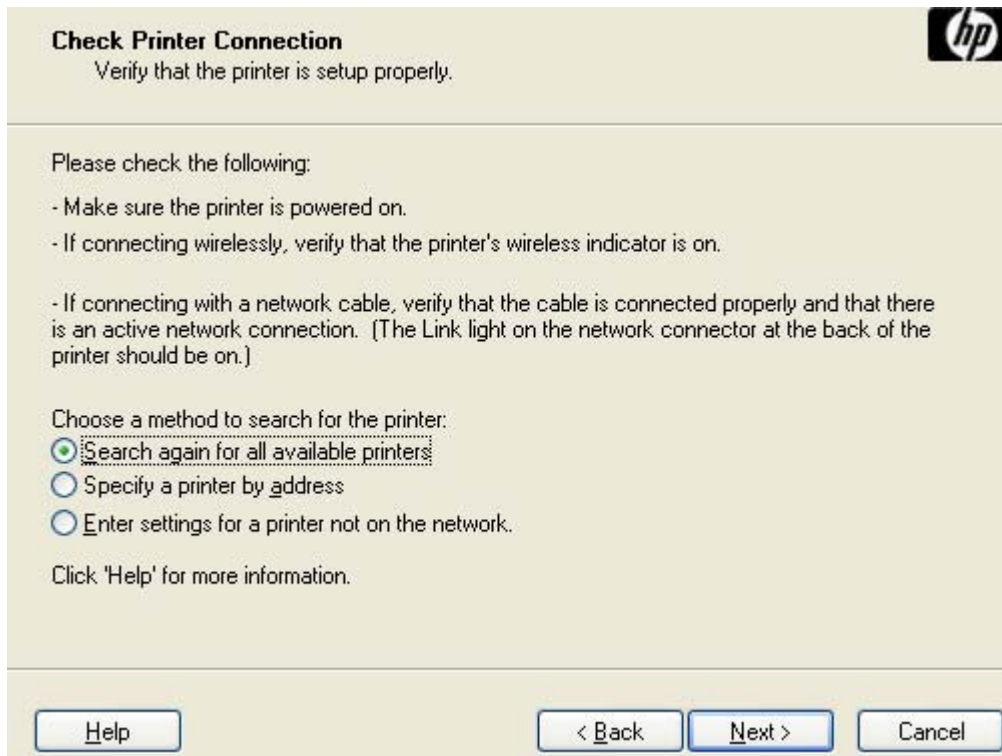 Check Printer Connection
Verify that the printer is setup properly.
hp
Please check the following:
- Make sure the printer is powered on.
- If connecting wirelessly, verify that the printer's wireless indicator is on.
- If connecting with a network cable, verify that the cable is connected properly and that there
is an active network connection.  (The Link light on the network connector at the back of the
printer should be on.)
Choose a method to search for the printer:
Search again for all available printers
Specify a printer by address
Enter settings for a printer not on the network.
Click 'Help' for more information.
Help
< Back
Next >
Cancel